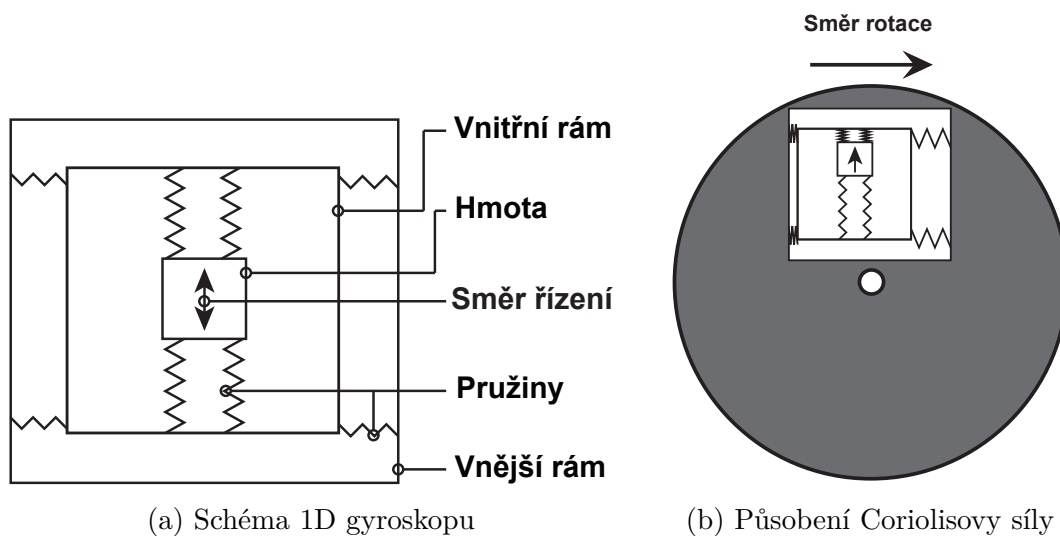 Směr rotace
Vnitřní rám
Hmota
Směr řízení
Pružiny
Vnější rám
(a) Schéma 1D gyroskopu
(b) Působení Coriolisovy síly